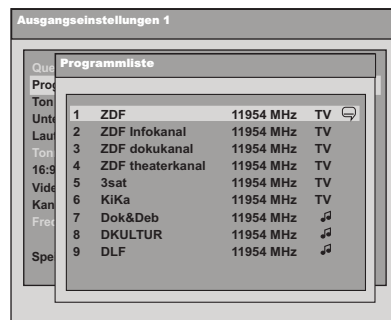 Ausgangseinstellungen 1
Programmliste
1 ZDF 11954 MHz TV
2 ZDF Infokanal 11954 MHz TV
3 ZDF dokukanal 11954 MHz TV
4 ZDF theaterkanal 11954 MHz TV
5 3sat 11954 MHz TV
6 KiKa 11954 MHz TV
7 Dok&Deb 11954 MHz
8 DKULTUR 11954 MHz
9 DLF 11954 MHz
Que
Prog
Ton
Unte
Laut
Ton
16:9
Vide
Kan
Freq
Spe